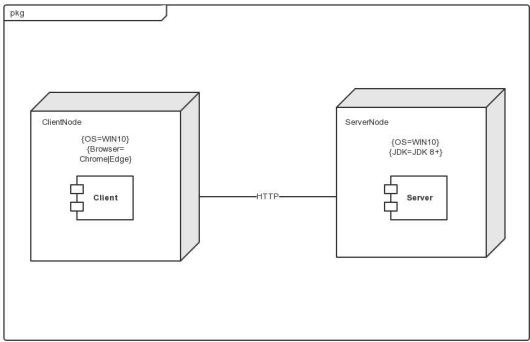 pkg
ClientNode
{OS=WIN10}
{Browser=
Chrome|Edge}
Client
HTTP
ServerNode
{OS=WIN10}
{JDK=JDK 8+}
Server